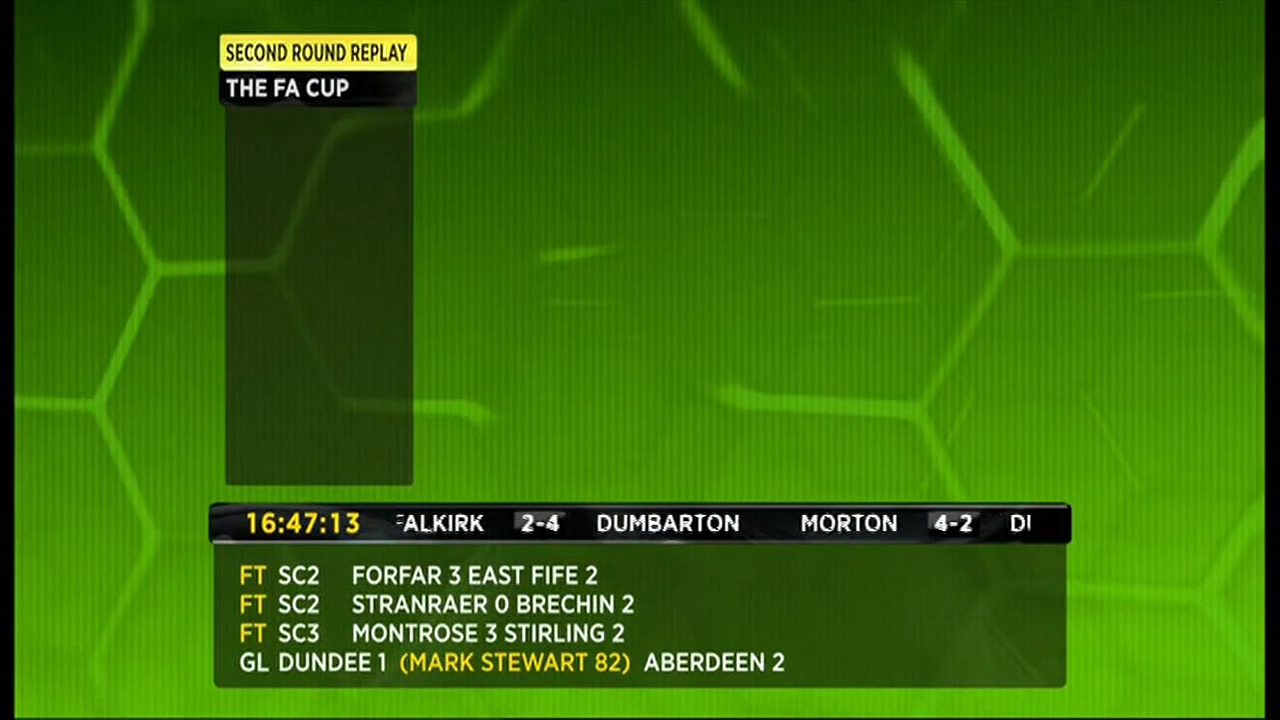 SECOND ROUND REPLAY
THE FA CUP
16:47:13 FALKIRK 2-4 DUMBARTON MORTON 4-2
FT SC2 FORFAR 3 EAST FIFE 2
FT SC2 STRANRAER 0 BRECHIN 2
FT SC3 MONTROSE 3 STIRLING 2
GL DUNDEE 1 (MARK STEWART 82) ABERDEEN 2